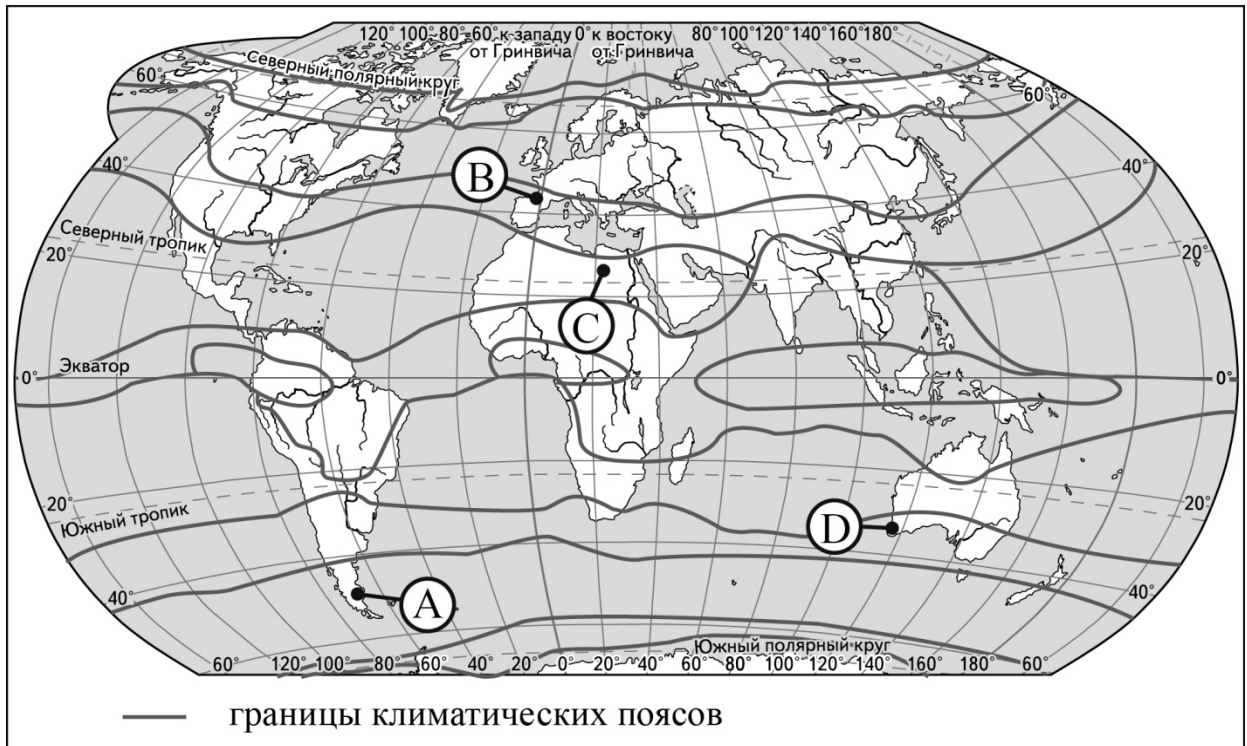 120° 100° 80° 60° к западу 0° к востоку 80° 100° 120° 140° 160° 180°
от Гринвича от Гринвича
Северный полярный круг
60° 60°
40° 40°
B
Северный тропик
20° 20°
C
Экватор
0° 0°
20° 20°
Южный тропик
D
40° 40°
A
Южный полярный круг
60° 120° 100° 80° 60° 40° 20° 0° 20° 40° 60° 80° 100° 120° 140° 160° 180° 60°
границы климатических поясов